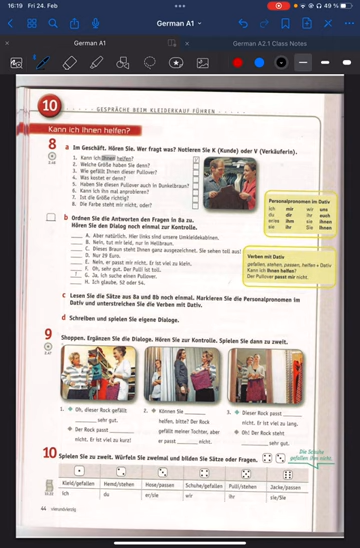 16:19 Fri 24. Feb
49 %
German A1
German A1
German A2.1 Class Notes
10
GESPRÄCHE BEIM KLEIDERKAUF FÜHREN
Kann ich Ihnen helfen?
8 a Im Geschäft. Hören Sie. Wer fragt was? Notieren Sie K (Kunde) oder V (Verkäuferin).
1. Kann ich Ihnen helfen?
2. Welche Größe haben Sie denn?
3. Wie gefällt Ihnen dieser Pullover?
4. Was kostet er denn?
5. Haben Sie diesen Pullover auch in Dunkelbraun?
6. Kann ich ihn mal anprobieren?
7. Ist die Größe richtig?
8. Die Farbe steht mir nicht, oder?
Personalpronomen im Dativ
ich mir wir uns
du dir ihr euch
er/es ihm sie ihnen
sie ihr Sie Ihnen
b Ordnen Sie die Antworten den Fragen in 8a zu.
Hören Sie den Dialog noch einmal zur Kontrolle.
A. Aber natürlich. Hier links sind unsere Umkleidekabinen.
B. Nein, tut mir leid, nur in Hellbraun.
C. Dieses Braun steht Ihnen ganz ausgezeichnet. Sie sehen toll aus!
D. Nur 29 Euro.
E. Nein, er passt mir nicht. Er ist viel zu klein.
F. Oh, sehr gut. Der Pulli ist toll.
1 G. Ja, ich suche einen Pullover.
H. Ich glaube, 52 oder 54.
Verben mit Dativ
gefallen, stehen, passen, helfen + Dativ
Kann ich Ihnen helfen?
Der Pullover passt mir nicht.
c Lesen Sie die Sätze aus 8a und 8b noch einmal. Markieren Sie die Personalpronomen im
Dativ und unterstreichen Sie die Verben mit Dativ.
d Schreiben und spielen Sie eigene Dialoge.
9 Shoppen. Ergänzen Sie die Dialoge. Hören Sie zur Kontrolle. Spielen Sie dann zu zweit.
1. Oh, dieser Rock gefällt
sehr gut.
Der Rock passt
nicht. Er ist viel zu kurz!
2. Können Sie
helfen, bitte? Der Rock
gefällt meiner Tochter, aber
er passt nicht.
3. Dieser Rock passt
nicht. Er ist viel zu lang.
Oh! Der Rock steht
sehr gut.
10 Spielen Sie zu zweit. Würfeln Sie zweimal und bilden Sie Sätze oder Fragen.
Die Schuhe
gefallen ihm nicht.
Kleid/gefallen Hemd/stehen Hose/passen Schuhe/gefallen Pulli/stehen Jacke/passen
ich du er/sie wir ihr sie/Sie
44 vierundvierzig